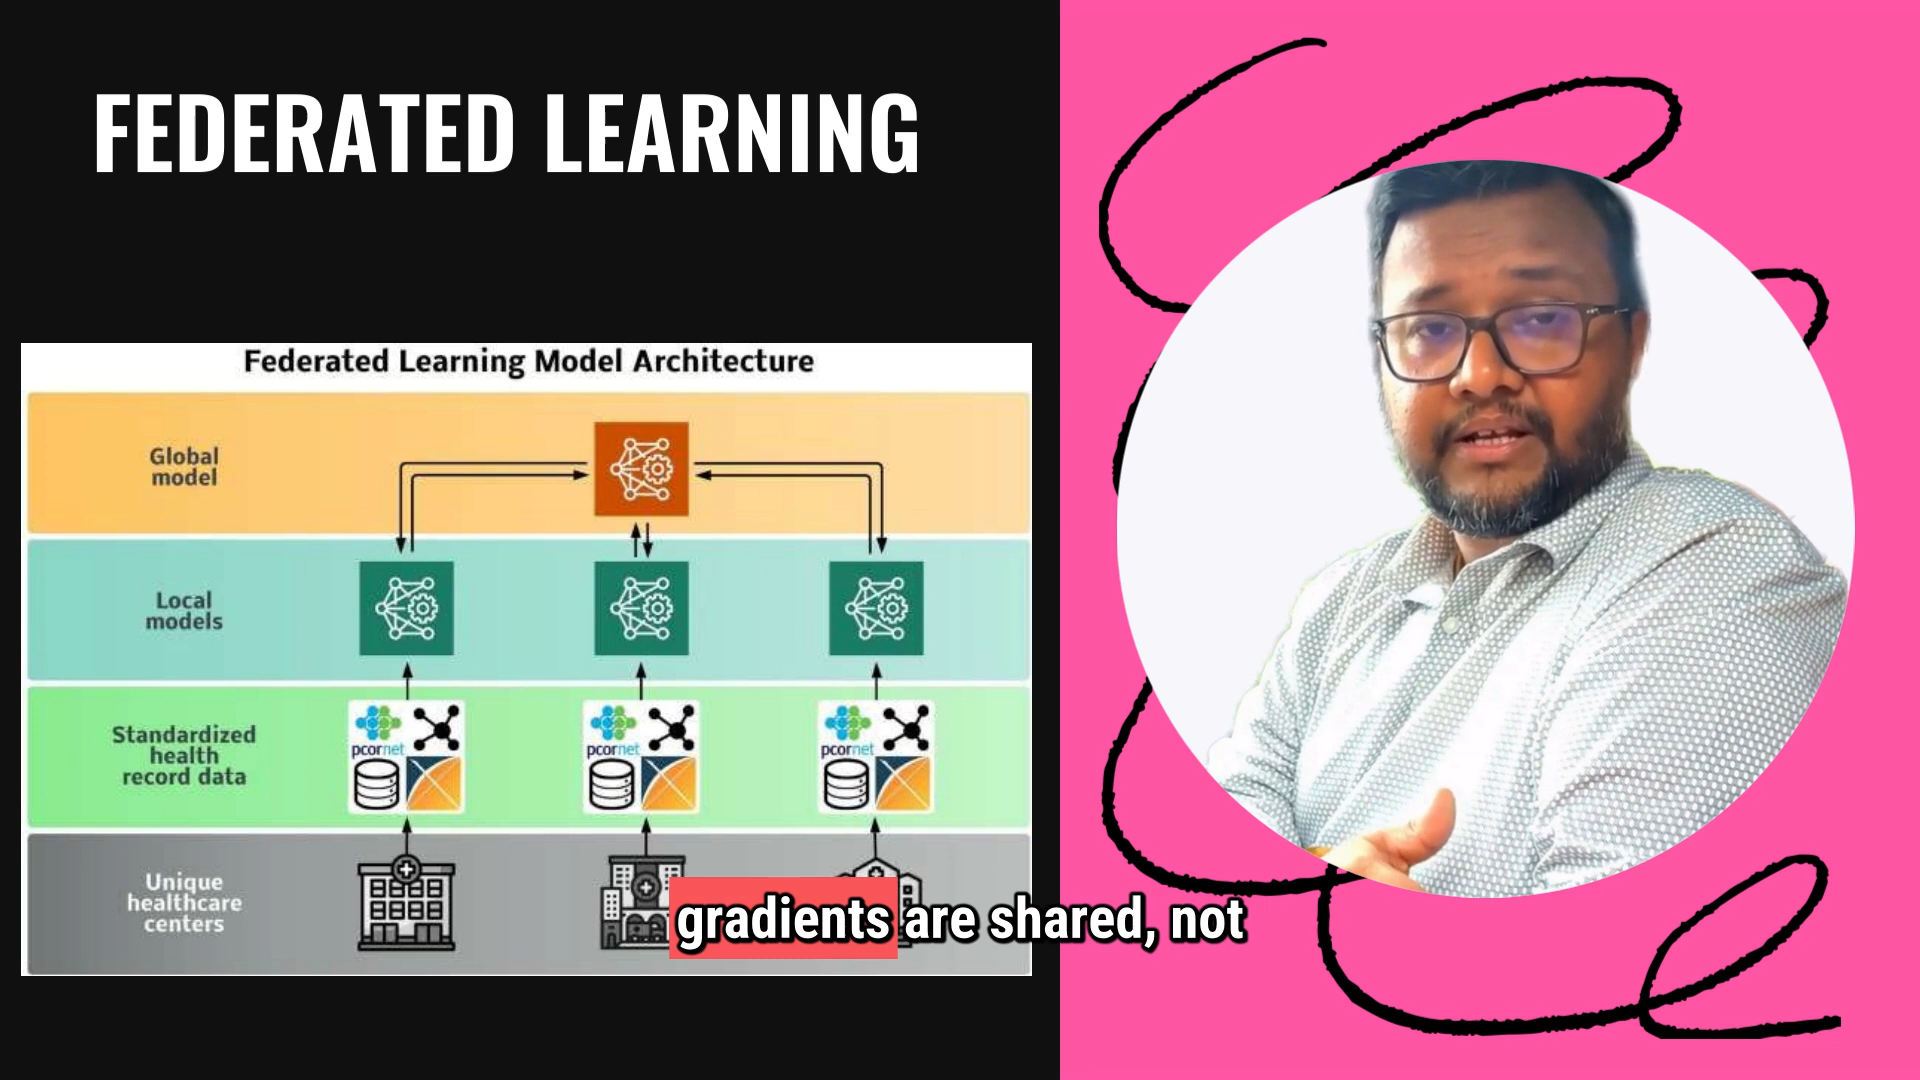 FEDERATED LEARNING
Federated Learning Model Architecture
Global
model
Local
models
Standardized
health
record data
pcornet
pcornet
pcornet
Unique
healthcare
centers
gradients are shared, not